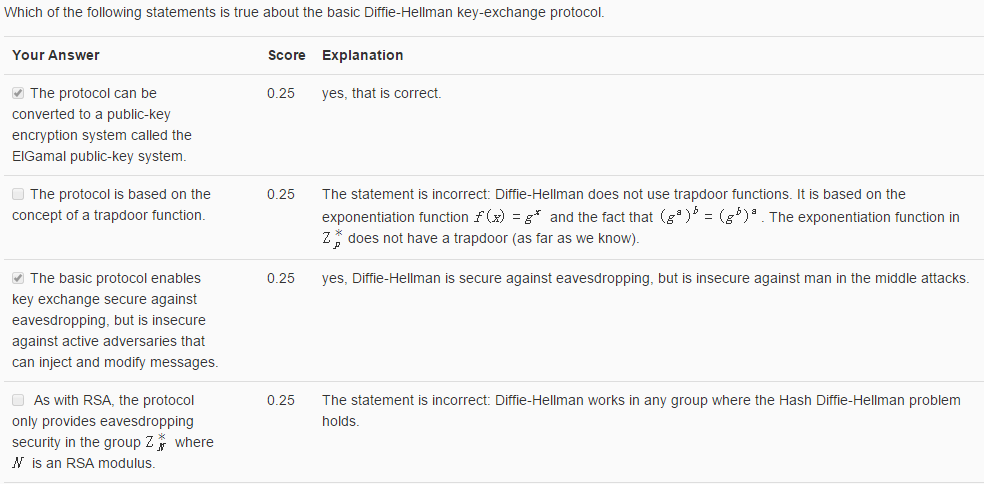 Which of the following statements is true about the basic Diffie-Hellman key-exchange protocol.
Your Answer Score Explanation
The protocol can be 0.25 yes, that is correct.
converted to a public-key
encryption system called the
ElGamal public-key system.
The protocol is based on the 0.25 The statement is incorrect: Diffie-Hellman does not use trapdoor functions. It is based on the
concept of a trapdoor function. exponentiation function f(x) = g^x and the fact that (g^a)^b = (g^b)^a. The exponentiation function in
Z_p^* does not have a trapdoor (as far as we know).
The basic protocol enables 0.25 yes, Diffie-Hellman is secure against eavesdropping, but is insecure against man in the middle attacks.
key exchange secure against
eavesdropping, but is insecure
against active adversaries that
can inject and modify messages.
As with RSA, the protocol 0.25 The statement is incorrect: Diffie-Hellman works in any group where the Hash Diffie-Hellman problem
only provides eavesdropping holds.
security in the group Z_N^* where
N is an RSA modulus.